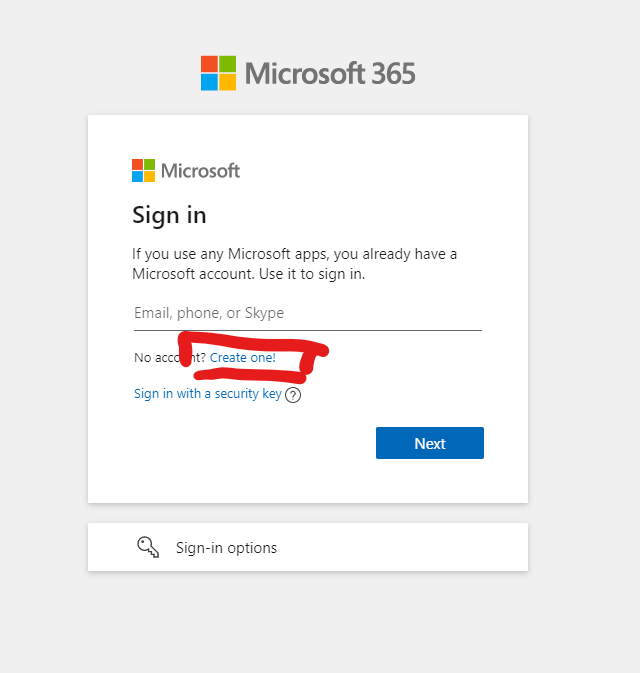 Microsoft 365
Microsoft
Sign in
If you use any Microsoft apps, you already have a
Microsoft account. Use it to sign in.
Email, phone, or Skype
No account? Create one!
Sign in with a security key ?
Next
Sign-in options